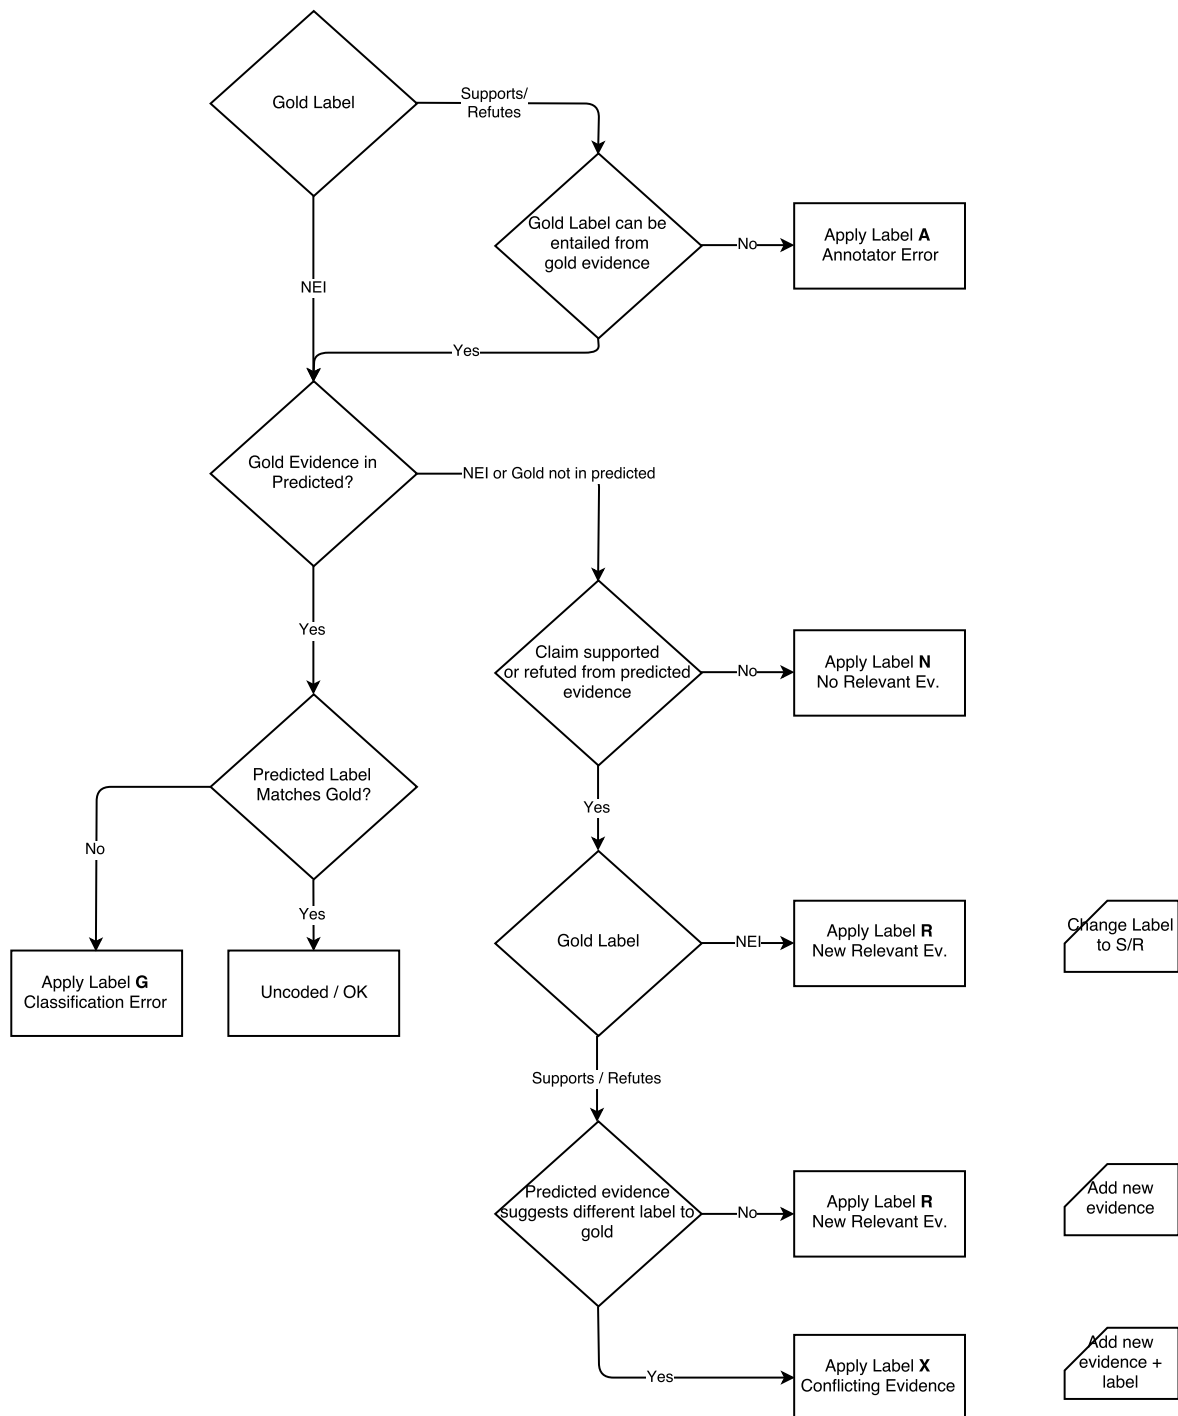 Gold Label
Supports/
Refutes
Gold Label can be
entailed from
gold evidence
No
Apply Label A
Annotator Error
NEI
Yes
Gold Evidence in
Predicted?
NEI or Gold not in predicted
Yes
Claim supported
or refuted from predicted
evidence
No
Apply Label N
No Relevant Ev.
Predicted Label
Matches Gold?
Yes
No
Yes
Gold Label
NEI
Apply Label R
New Relevant Ev.
Change Label
to S/R
Apply Label G
Classification Error
Uncoded / OK
Supports / Refutes
Predicted evidence
suggests different label to
gold
No
Apply Label R
New Relevant Ev.
Add new
evidence
Yes
Apply Label X
Conflicting Evidence
Add new
evidence +
label